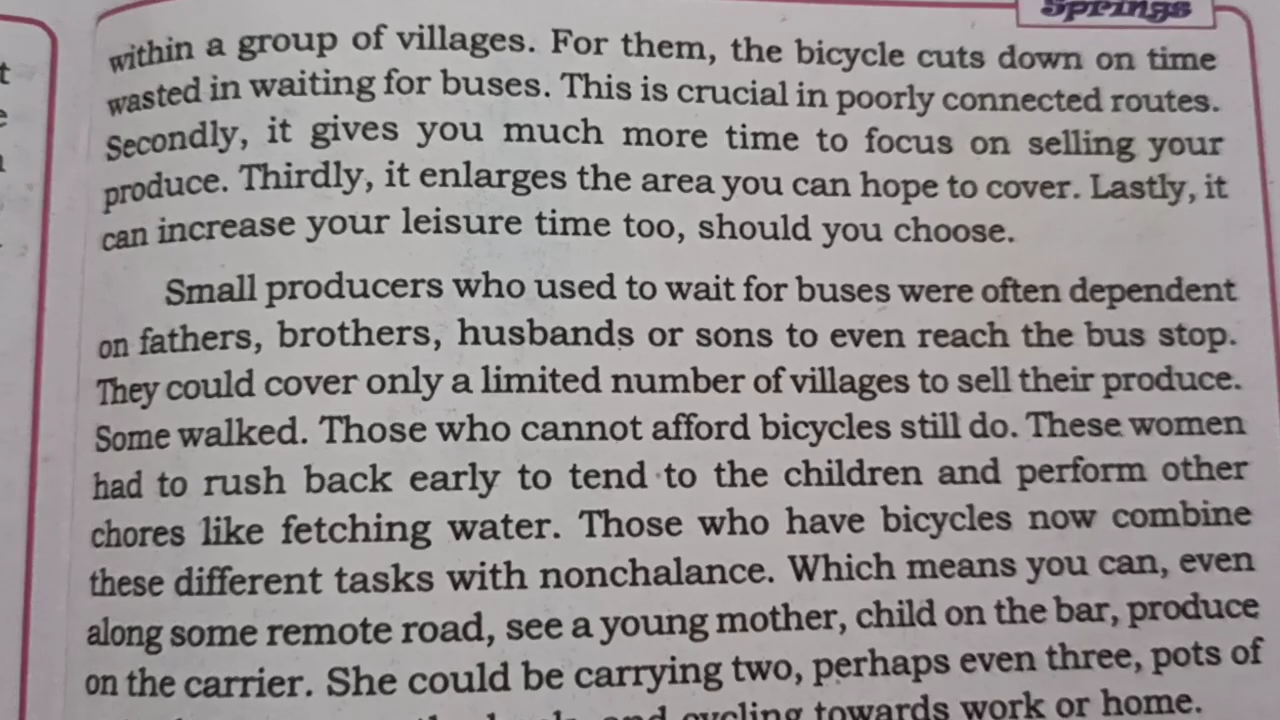 Springs
within a group of villages. For them, the bicycle cuts down on time
wasted in waiting for buses. This is crucial in poorly connected routes.
Secondly, it gives you much more time to focus on selling your
produce. Thirdly, it enlarges the area you can hope to cover. Lastly, it
can increase your leisure time too, should you choose.
Small producers who used to wait for buses were often dependent
on fathers, brothers, husbands or sons to even reach the bus stop.
They could cover only a limited number of villages to sell their produce.
Some walked. Those who cannot afford bicycles still do. These women
had to rush back early to tend to the children and perform other
chores like fetching water. Those who have bicycles now combine
these different tasks with nonchalance. Which means you can, even
along some remote road, see a young mother, child on the bar, produce
on the carrier. She could be carrying two, perhaps even three, pots of
and cycling towards work or home.